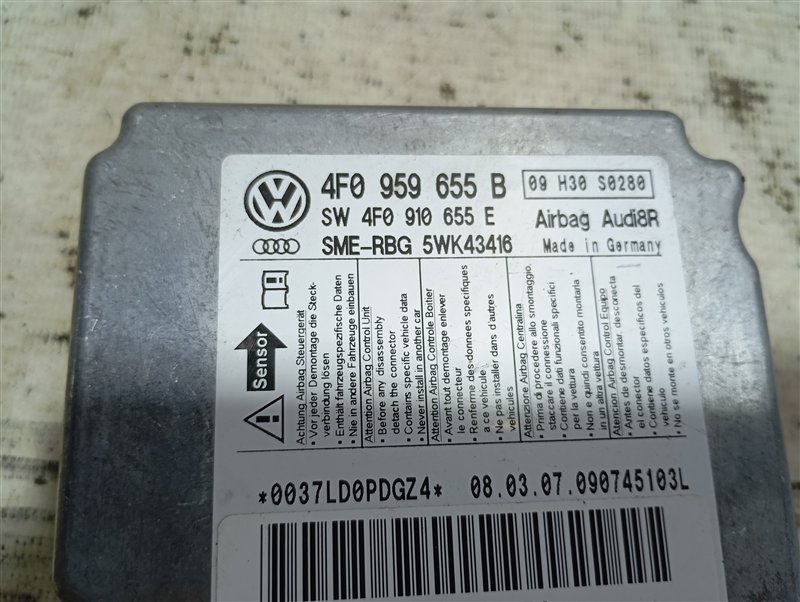 4F0 959 655 B
09 H30 S0280
SW 4F0 910 655 E
Airbag Audi8R
SME-RBG 5WK43416
Made in Germany
Sensor
Achtung Airbag Steuergerät
• Vor jeder Demontage die Steck-
verbindung lösen
• Enthält fahrzeugspezifische Daten
• Nie in andere Fahrzeuge einbauen
Attention Airbag Control Unit
• Before any disassembly
detach the connector
• Contains specific vehicle data
• Never install in another car
Attention Airbag Controle Boitier
• Avant tout demontage enlever
le connecteur
• Renferme des données specifiques
a ce vehicule
• Ne pas installer dans d'autres
vehicules
Attenzione Airbag Centralina
• Prima di procedere allo smontaggio,
staccare il connessione
• Contiene dati funzionali specifici
per la vettura
• Non e quindi consentito montarla
in un altra vettura
Atencion Airbag Control Equipo
• Antes de desmontar desconecta
el conector
• Contiene datos especificos del
vehiculo
• No se monte en otros vehiculos
*0037LD0PDGZ4*
08.03.07.090745103L